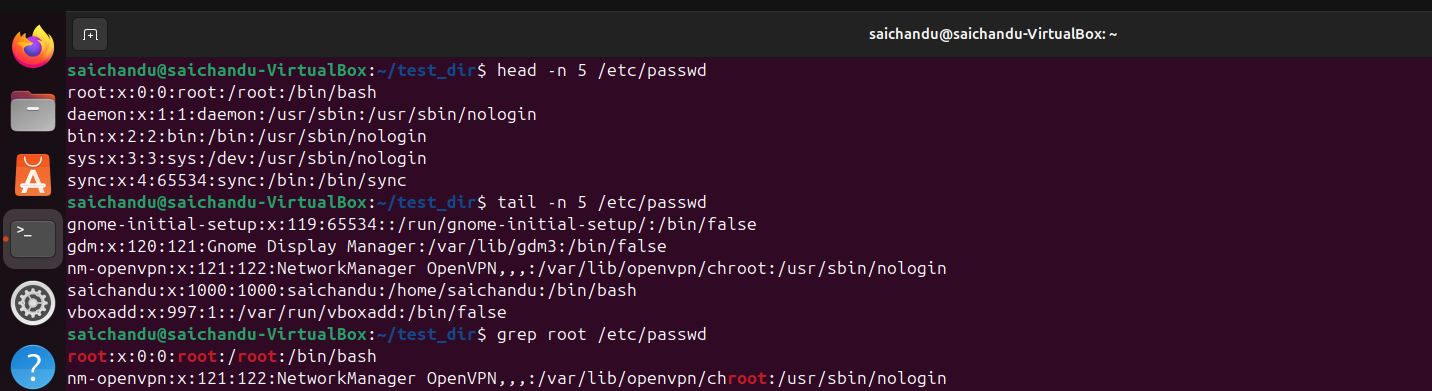 saichandu@saichandu-VirtualBox: ~
saichandu@saichandu-VirtualBox:~/test_dir$ head -n 5 /etc/passwd
root:x:0:0:root:/root:/bin/bash
daemon:x:1:1:daemon:/usr/sbin:/usr/sbin/nologin
bin:x:2:2:bin:/bin:/usr/sbin/nologin
sys:x:3:3:sys:/dev:/usr/sbin/nologin
sync:x:4:65534:sync:/bin:/bin/sync
saichandu@saichandu-VirtualBox:~/test_dir$ tail -n 5 /etc/passwd
gnome-initial-setup:x:119:65534::/run/gnome-initial-setup/:/bin/false
gdm:x:120:121:Gnome Display Manager:/var/lib/gdm3:/bin/false
nm-openvpn:x:121:122:NetworkManager OpenVPN,,,:/var/lib/openvpn/chroot:/usr/sbin/nologin
saichandu:x:1000:1000:saichandu:/home/saichandu:/bin/bash
vboxadd:x:997:1::/var/run/vboxadd:/bin/false
saichandu@saichandu-VirtualBox:~/test_dir$ grep root /etc/passwd
root:x:0:0:root:/root:/bin/bash
nm-openvpn:x:121:122:NetworkManager OpenVPN,,,:/var/lib/openvpn/chroot:/usr/sbin/nologin